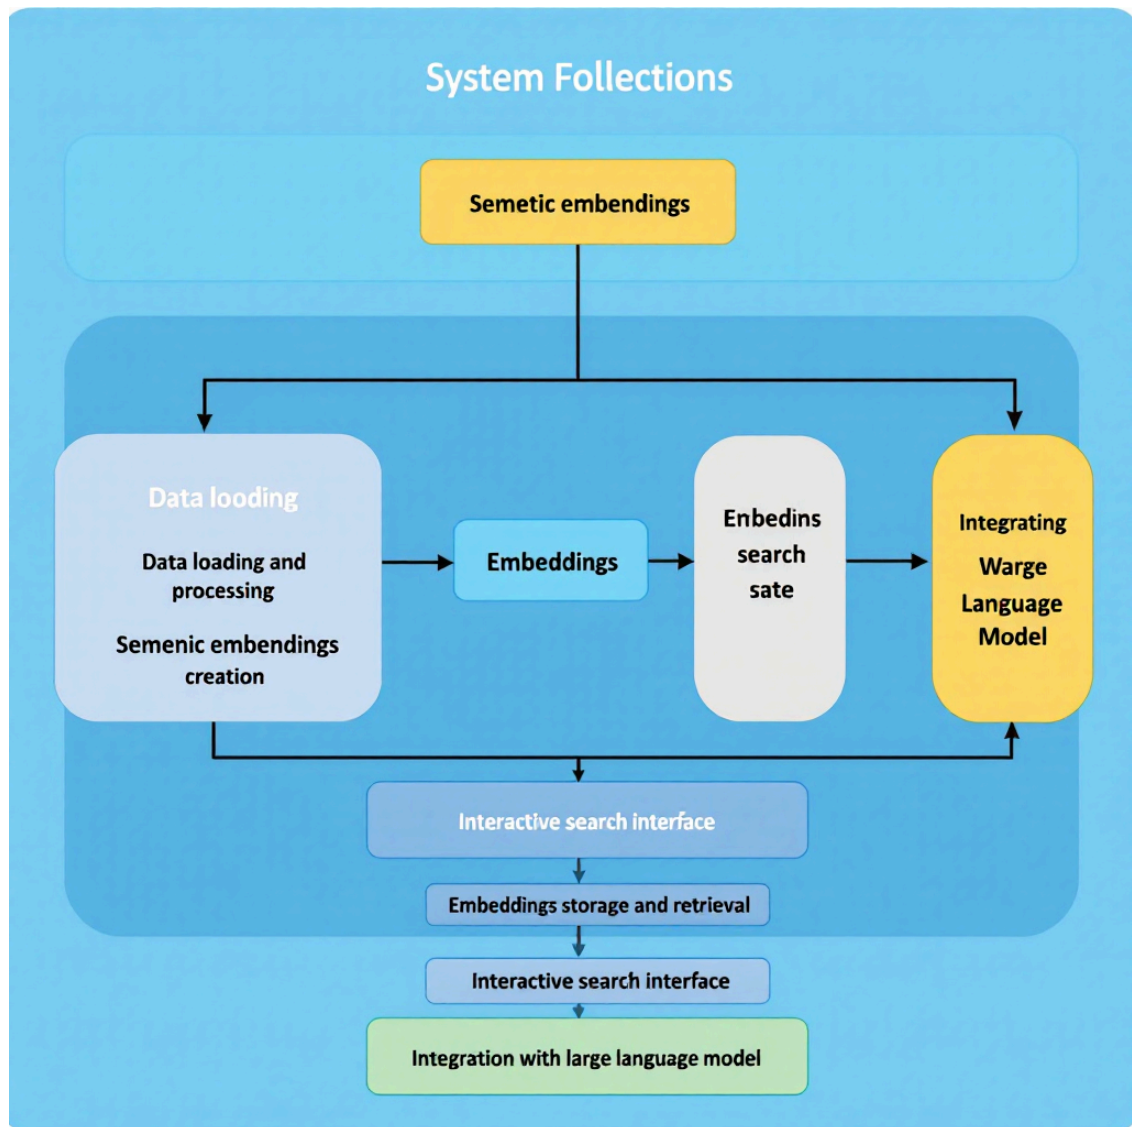 System Follections
Semetic embendings
Data looding
Data loading and
processing
Semenic embendings
creation
Embeddings
Enbedins
search
sate
Integrating
Warge
Language
Model
Interactive search interface
Embeddings storage and retrieval
Interactive search interface
Integration with large language model